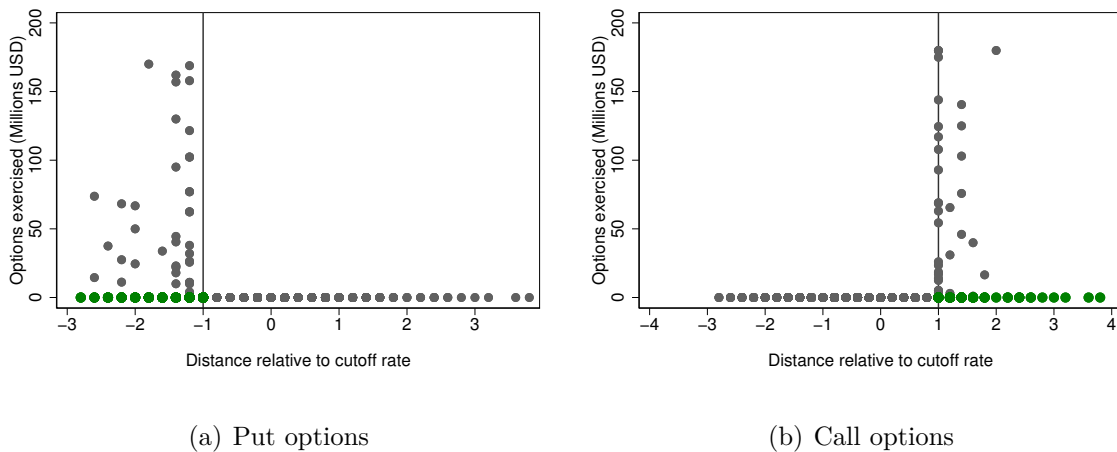 200
150
100
50
0
Options exercised (Millions USD)
−3 −2 −1 0 1 2 3
Distance relative to cutoff rate
(a) Put options
200
150
100
50
0
Options exercised (Millions USD)
−4 −3 −2 −1 0 1 2 3 4
Distance relative to cutoff rate
(b) Call options